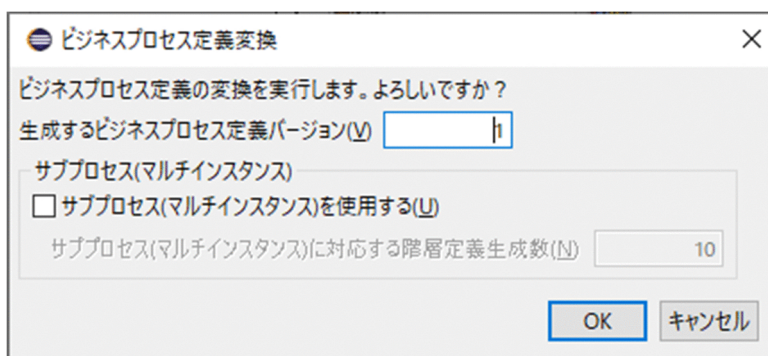 ビジネスプロセス定義変換
ビジネスプロセス定義の変換を実行します。よろしいですか？
生成するビジネスプロセス定義バージョン(V) 1
サブプロセス(マルチインスタンス)
サブプロセス(マルチインスタンス)を使用する(U)
サブプロセス(マルチインスタンス)に対応する階層定義生成数(N) 10
OK キャンセル